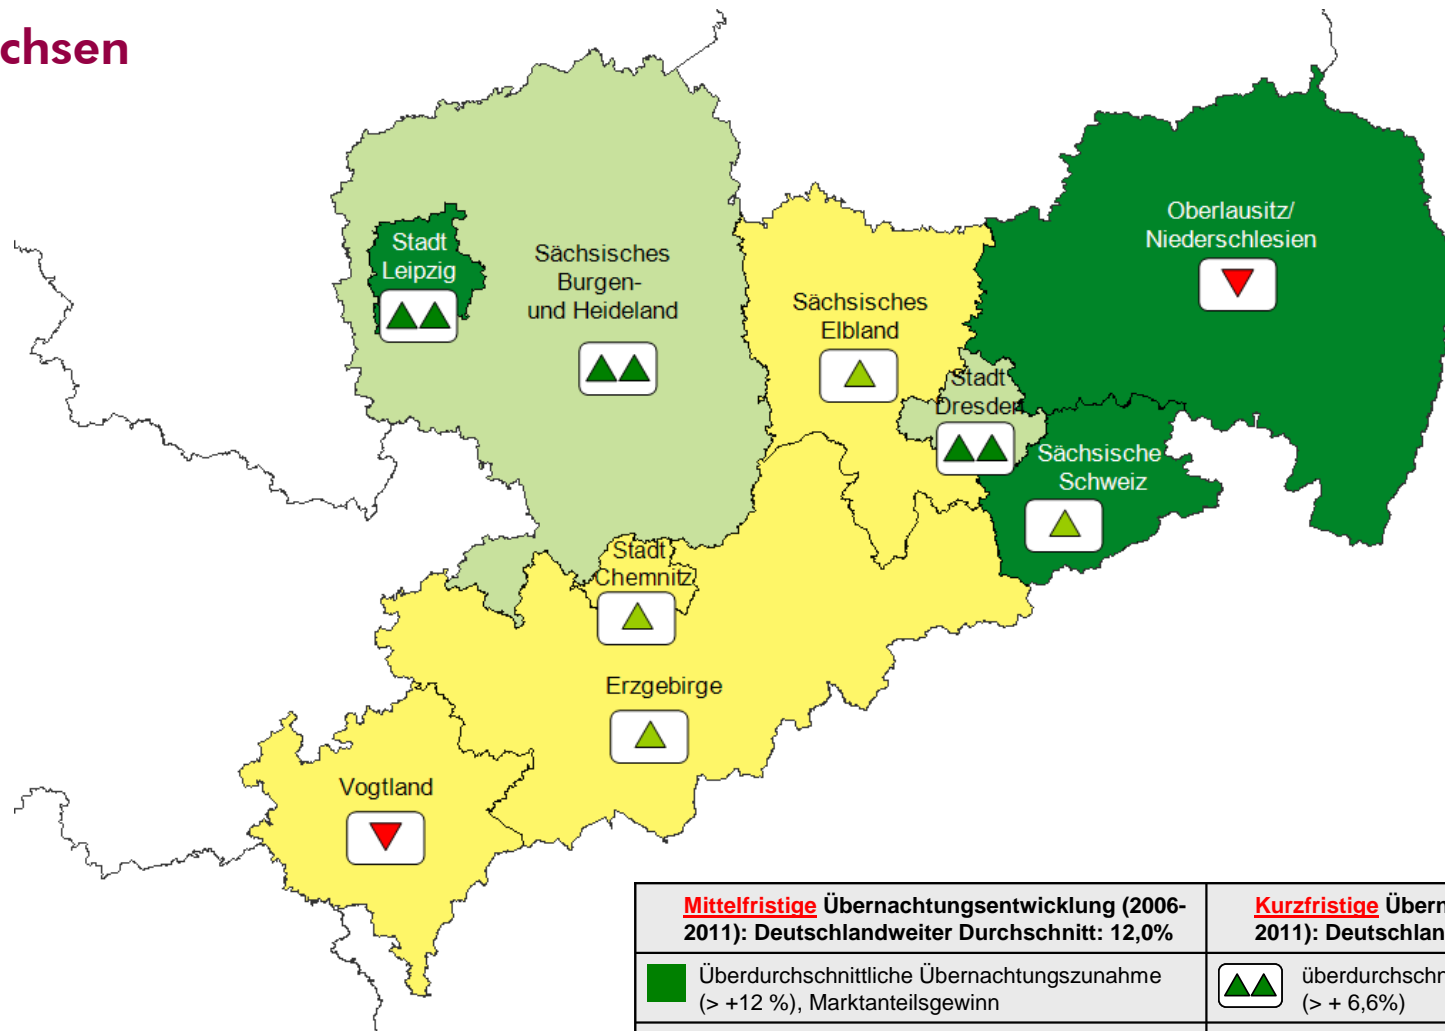 chsen
Oberlausitz/
Niederschlesien
Stadt
Leipzig
Sächsisches
Burgen-
und Heideland
Sächsisches
Elbland
Stadt
Dresden
Sächsische
Schweiz
Stadt
Chemnitz
Erzgebirge
Vogtland
Mittelfristige Übernachtungsentwicklung (2006-
2011): Deutschlandweiter Durchschnitt: 12,0%
Kurzfristige Übern
2011): Deutschlan
Überdurchschnittliche Übernachtungszunahme
(> +12 %), Marktanteilsgewinn
überdurchschn
(> + 6,6%)